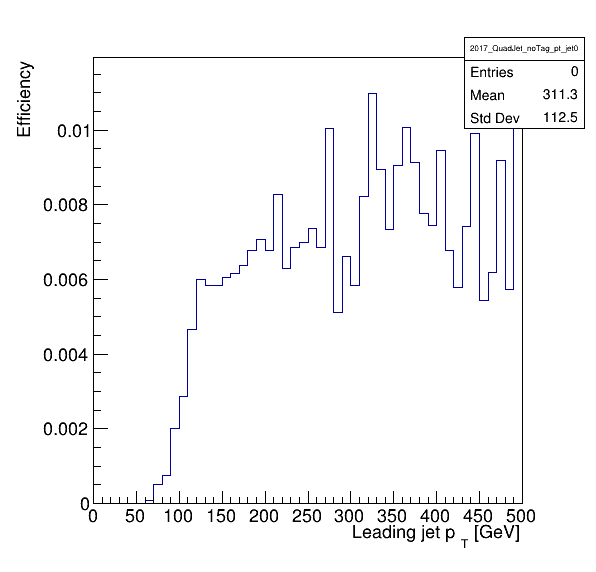 2017_QuadJet_noTag_pt_jet0
Entries 0
Mean 311.3
Std Dev 112.5
Efficiency
0.01
0.008
0.006
0.004
0.002
0
0 50 100 150 200 250 300 350 400 450 500
Leading jet p T [GeV]